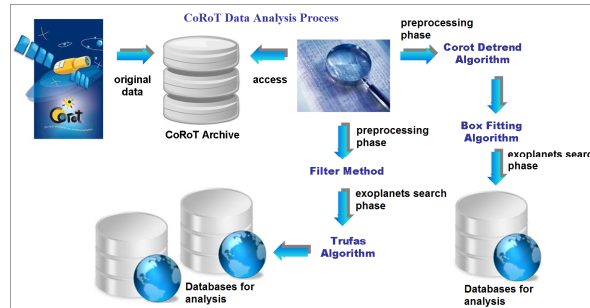 CoRoT Data Analysis Process
preprocessing
phase
Corot Detrend
Algorithm
original
data
access
CoRoT Archive
Corot
preprocessing
phase
Box Fitting
Algorithm
Filter Method
exoplanets searc
phase
exoplanets search
phase
Trufas
Algorithm
Databases for
analysis
Databases for
analysis